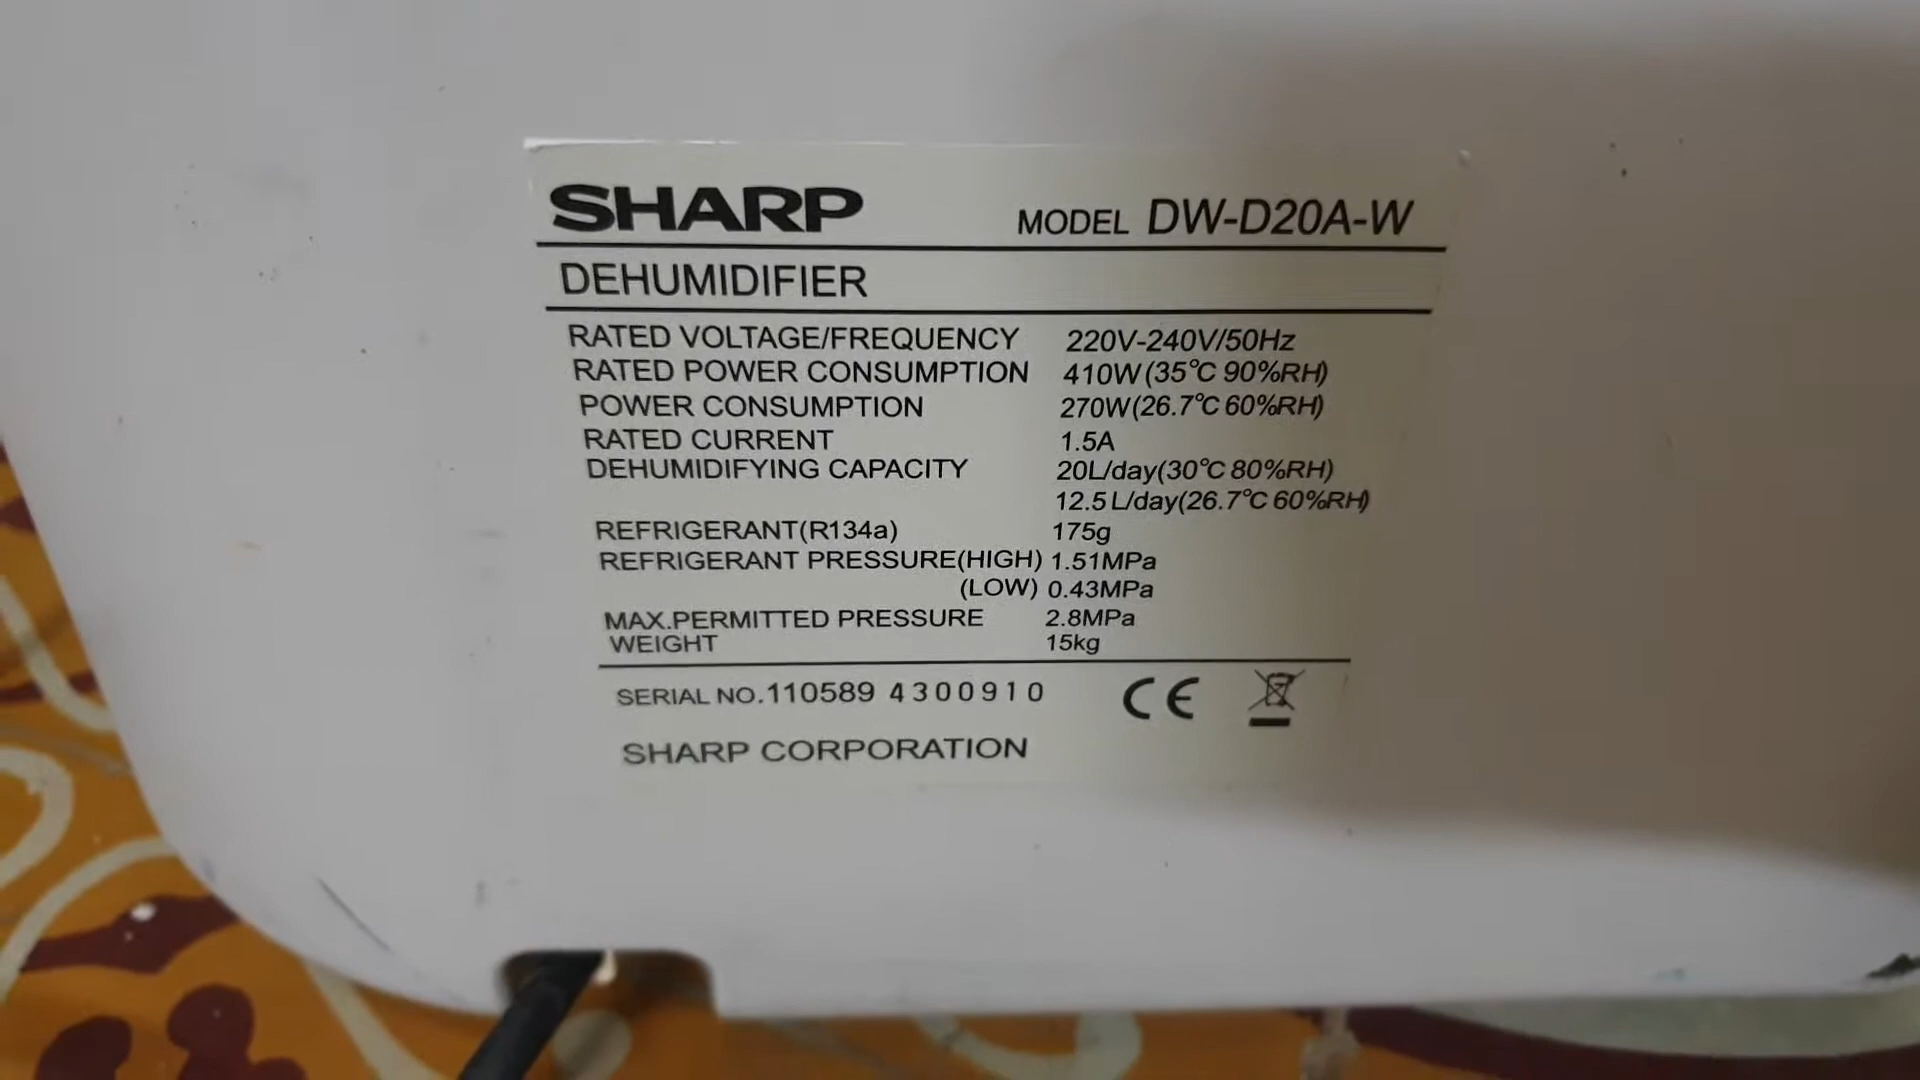 SHARP MODEL DW-D20A-W
DEHUMIDIFIER
RATED VOLTAGE/FREQUENCY 220V-240V/50Hz
RATED POWER CONSUMPTION 410W(35℃ 90%RH)
POWER CONSUMPTION 270W(26.7℃ 60%RH)
RATED CURRENT 1.5A
DEHUMIDIFYING CAPACITY 20L/day(30℃ 80%RH)
12.5 L/day(26.7℃ 60%RH)
REFRIGERANT(R134a) 175g
REFRIGERANT PRESSURE(HIGH) 1.51MPa
(LOW) 0.43MPa
MAX.PERMITTED PRESSURE 2.8MPa
WEIGHT 15kg
SERIAL NO.110589 4300910 CE
SHARP CORPORATION